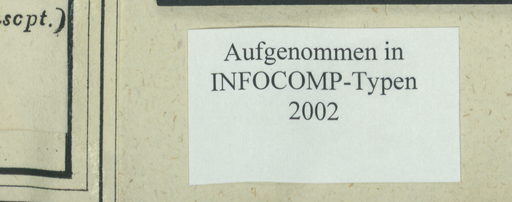 scpt.)
Aufgenommen in
INFOCOMP-Typen
2002